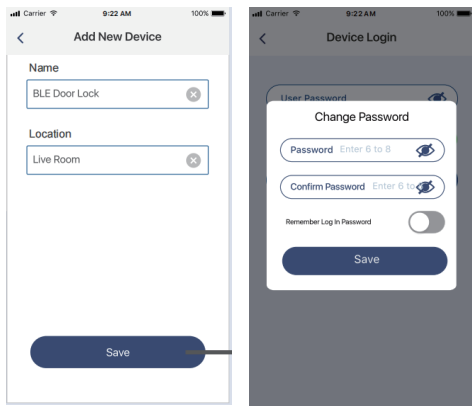 Carrier 9:22 AM 100%
Add New Device
Name
BLE Door Lock
Location
Live Room
Save
Carrier 9:22 AM 100%
Device Login
User Password
Change Password
Password Enter 6 to 8
Confirm Password Enter 6 to
Remember Log In Password
Save